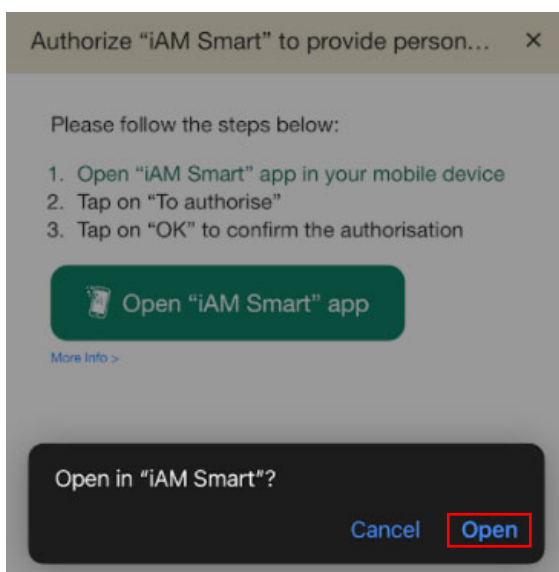 Authorize “iAM Smart” to provide person... ×
Please follow the steps below:
1. Open “iAM Smart” app in your mobile device
2. Tap on “To authorise”
3. Tap on “OK” to confirm the authorisation
Open “iAM Smart” app
More Info >
Open in “iAM Smart”?
Cancel Open